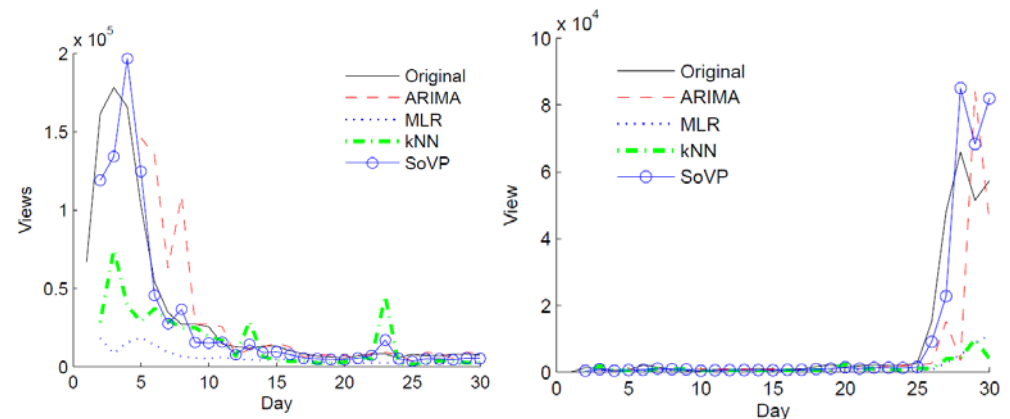 x 10^5
2
1.5
1
0.5
0
0 5 10 15 20 25 30
Views
Day
Original
ARIMA
MLR
kNN
SoVP
x 10^4
10
8
6
4
2
0
0 5 10 15 20 25 30
View
Day
Original
ARIMA
MLR
kNN
SoVP